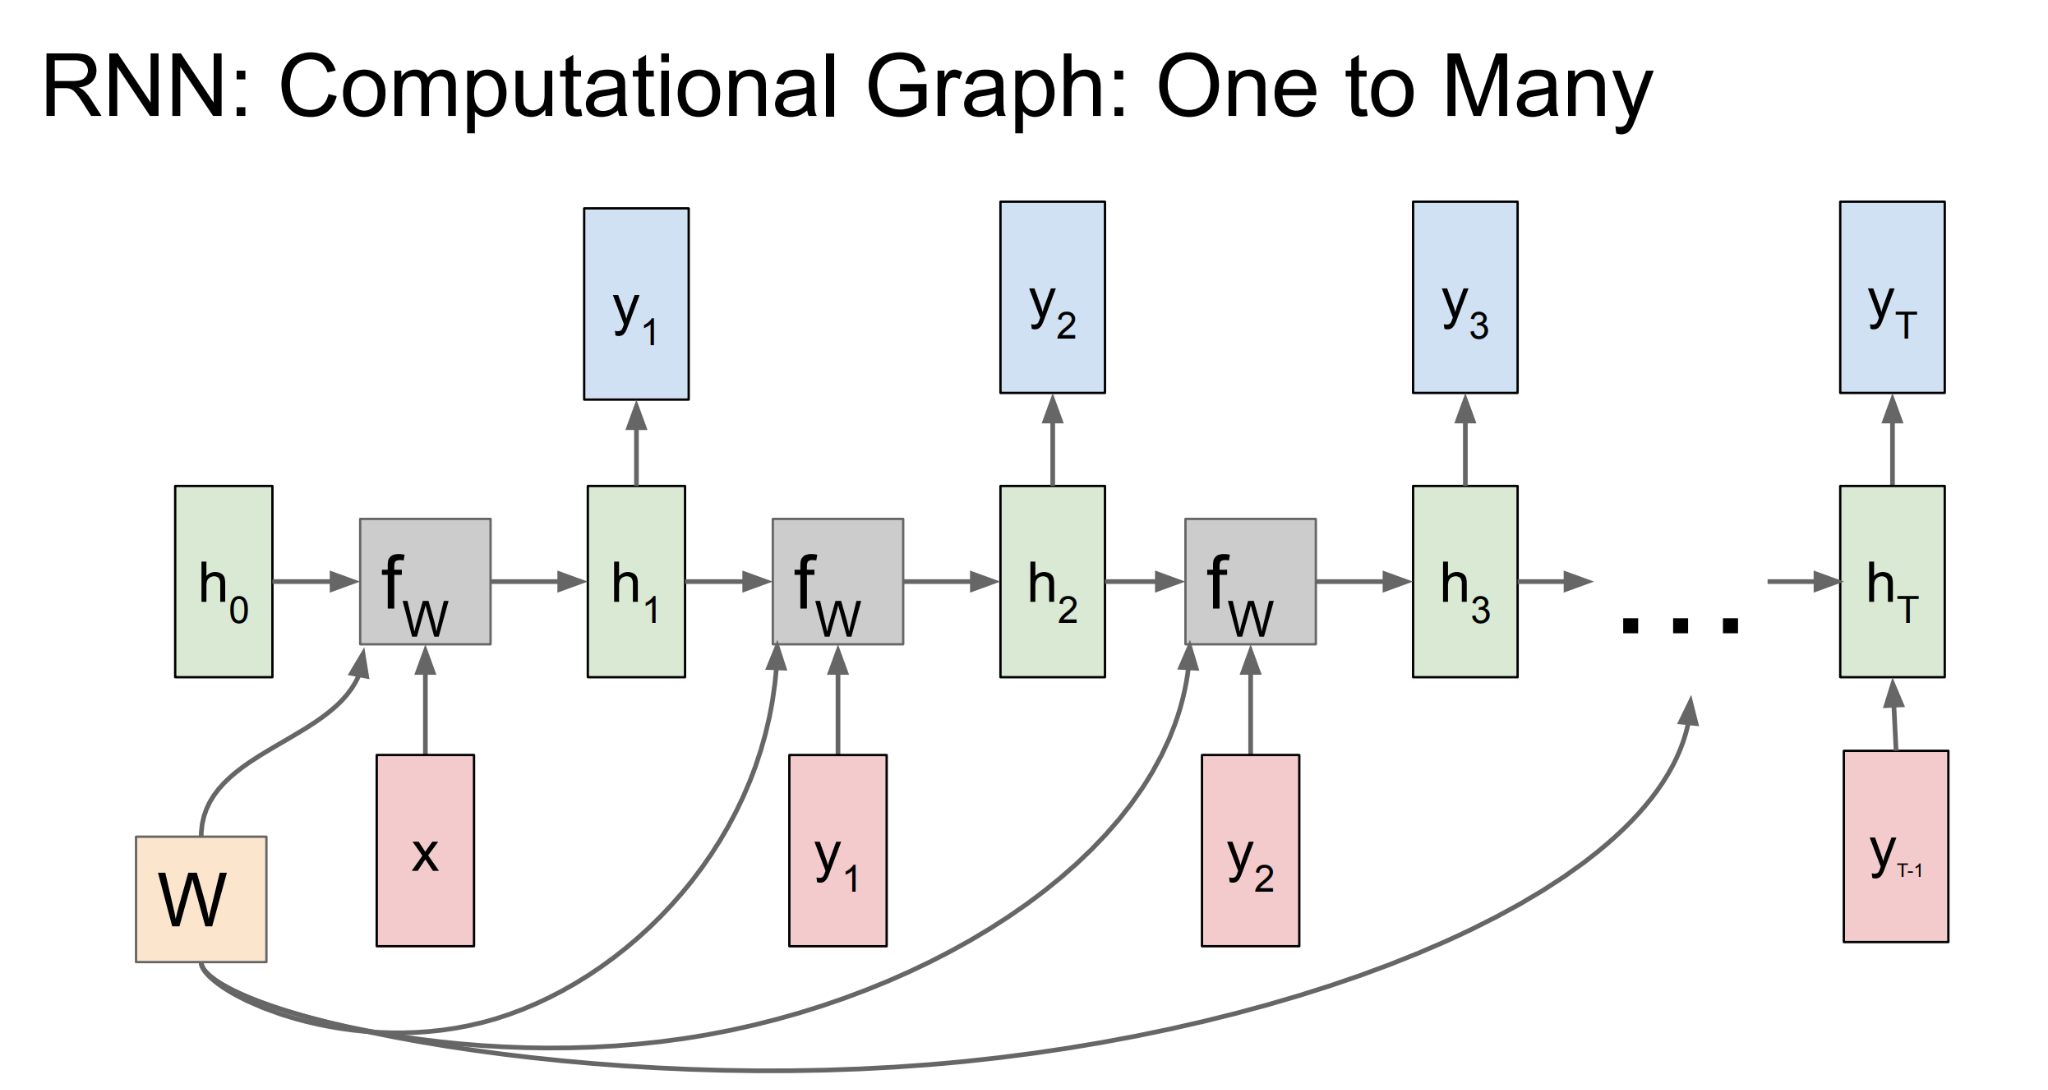 RNN: Computational Graph: One to Many
y1 y2 y3 yT
h0 fW h1 fW h2 fW h3 ... hT
W x y1 y2 yT-1